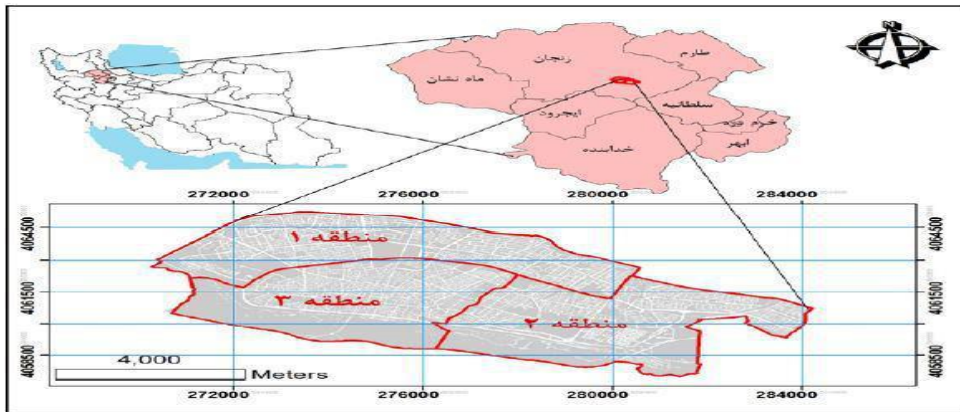 طارم
زنجان
ماه نشان
سلطانیه
ایجرود
خرم دره
ابهر
خدابنده
272000 276000 280000 284000
4064500 4064500
منطقه ۱
4061500 4061500
منطقه ۳
منطقه ۲
4058500 4058500
4,000
Meters
272000 276000 280000 284000